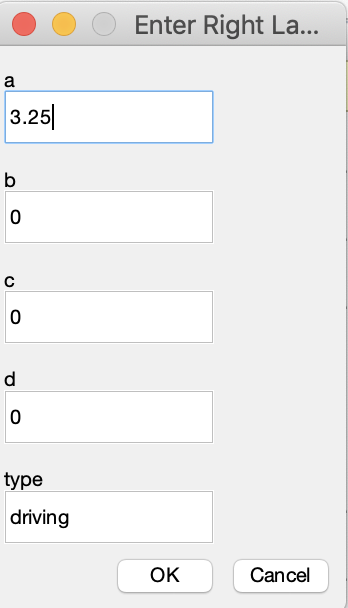 Enter Right La...
a
3.25
b
0
c
0
d
0
type
driving
OK
Cancel